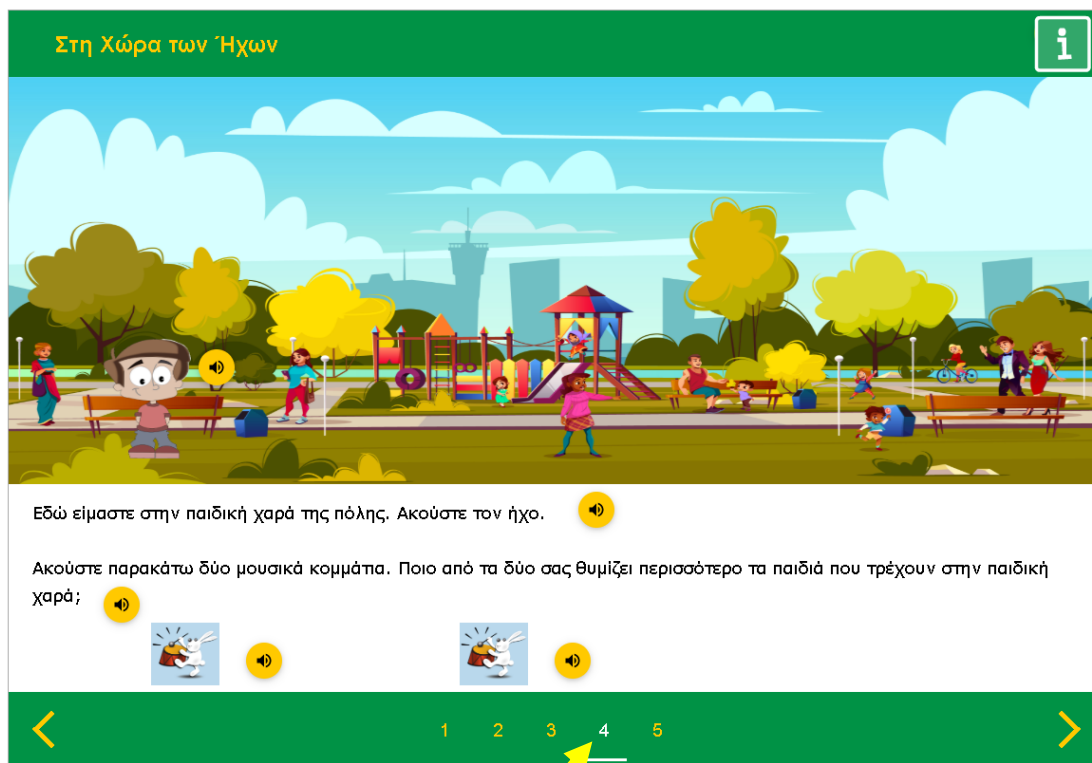 Στη Χώρα των Ήχων
i
Εδώ είμαστε στην παιδική χαρά της πόλης. Ακούστε τον ήχο.
Ακούστε παρακάτω δύο μουσικά κομμάτια. Ποιο από τα δύο σας θυμίζει περισσότερο τα παιδιά που τρέχουν στην παιδική
χαρά;
1 2 3 4 5